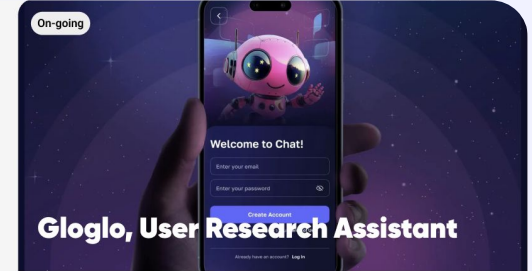 On-going
Welcome to Chat!
Enter your email
Enter your password
Create Account
Gloglo, User Research Assistant
Already have an account? Log In